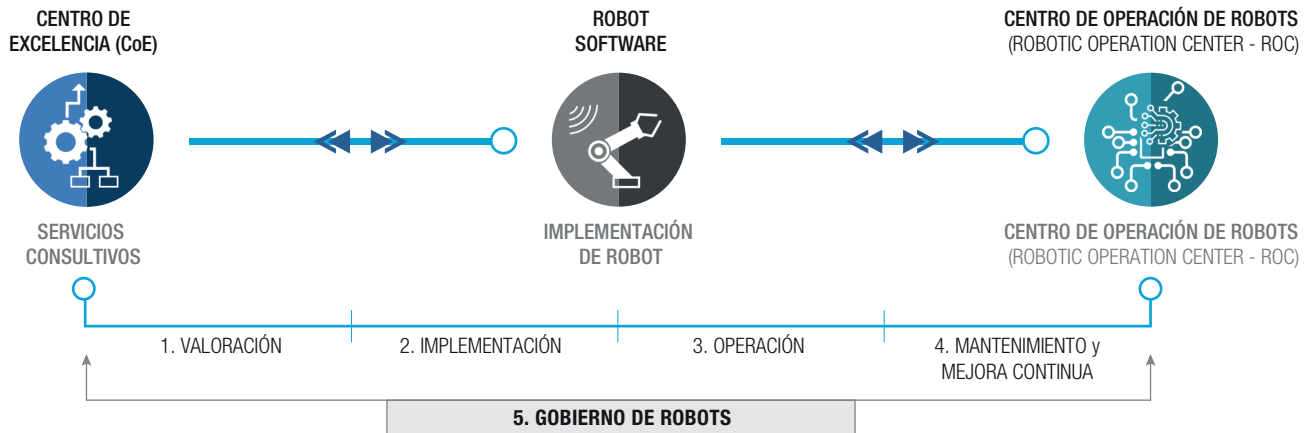 CENTRO DE
EXCELENCIA (CoE)
ROBOT
SOFTWARE
CENTRO DE OPERACIÓN DE ROBOTS
(ROBOTIC OPERATION CENTER - ROC)
SERVICIOS
CONSULTIVOS
IMPLEMENTACIÓN
DE ROBOT
CENTRO DE OPERACIÓN DE ROBOTS
(ROBOTIC OPERATION CENTER - ROC)
1. VALORACIÓN
2. IMPLEMENTACIÓN
3. OPERACIÓN
4. MANTENIMIENTO y
MEJORA CONTINUA
5. GOBIERNO DE ROBOTS